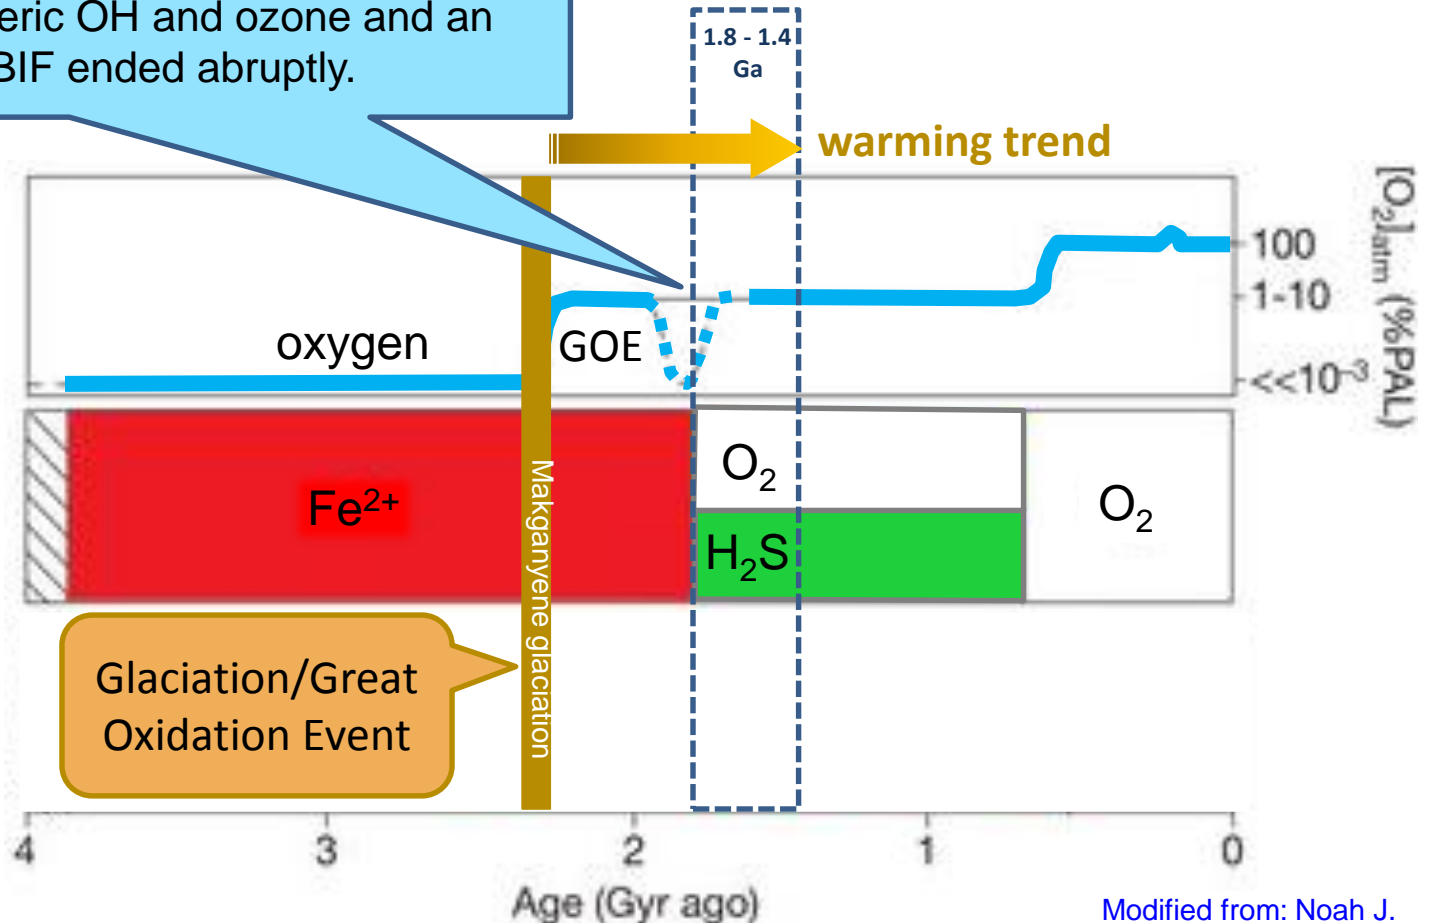 eric OH and ozone and an
BIF ended abruptly.
1.8 - 1.4
Ga
warming trend
[O2]atm (%PAL)
100
1-10
<<10-3
oxygen
GOE
Fe2+
O2
H2S
O2
Makganyene glaciation
Glaciation/Great
Oxidation Event
4 3 2 1 0
Age (Gyr ago)
Modified from: Noah J.